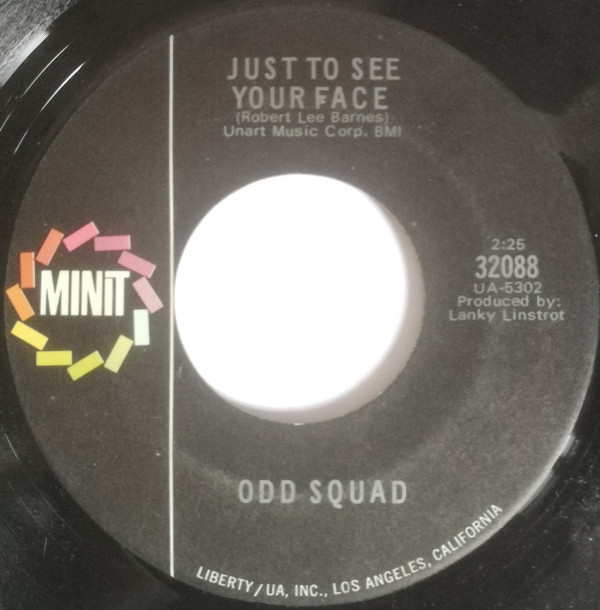 JUST TO SEE
YOUR FACE
(Robert Lee Barnes)
Unart Music Corp. BMI
MINIT
2:25
32088
UA-5302
Produced by:
Lanky Linstrot
ODD SQUAD
LIBERTY/UA, INC., LOS ANGELES, CALIFORNIA